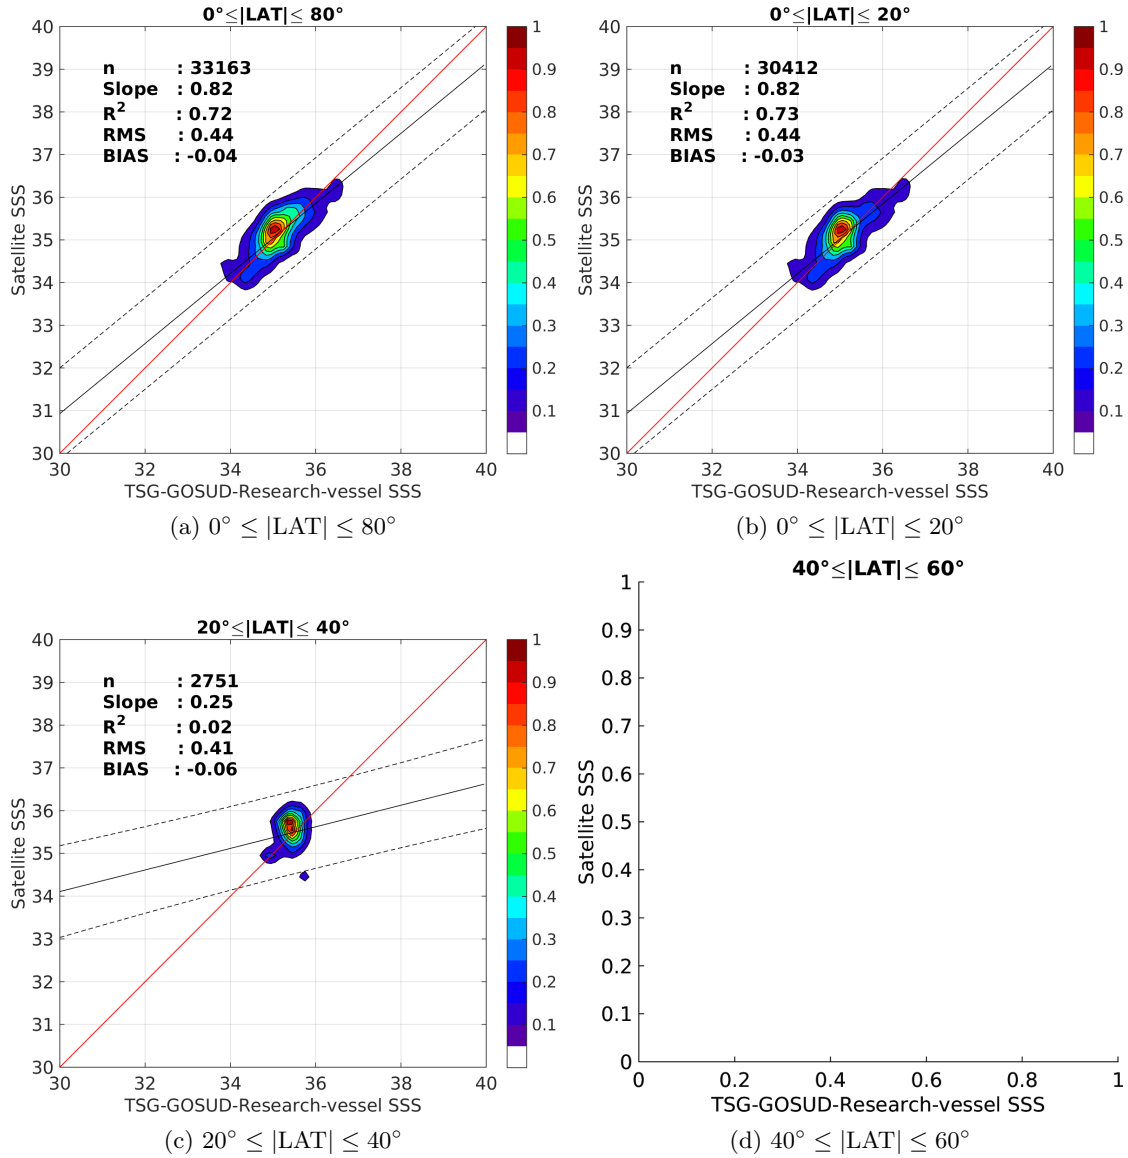 0°≤|LAT|≤ 80°
40
39
38
37
36
35
34
33
32
31
30
n : 33163
Slope : 0.82
R2 : 0.72
RMS : 0.44
BIAS : -0.04
Satellite SSS
30 32 34 36 38 40
TSG-GOSUD-Research-vessel SSS
1
0.9
0.8
0.7
0.6
0.5
0.4
0.3
0.2
0.1
(a) 0° ≤ |LAT| ≤ 80°
0°≤|LAT|≤ 20°
40
39
38
37
36
35
34
33
32
31
30
n : 30412
Slope : 0.82
R2 : 0.73
RMS : 0.44
BIAS : -0.03
Satellite SSS
30 32 34 36 38 40
TSG-GOSUD-Research-vessel SSS
1
0.9
0.8
0.7
0.6
0.5
0.4
0.3
0.2
0.1
(b) 0° ≤ |LAT| ≤ 20°
20°≤|LAT|≤ 40°
40
39
38
37
36
35
34
33
32
31
30
n : 2751
Slope : 0.25
R2 : 0.02
RMS : 0.41
BIAS : -0.06
Satellite SSS
30 32 34 36 38 40
TSG-GOSUD-Research-vessel SSS
1
0.9
0.8
0.7
0.6
0.5
0.4
0.3
0.2
0.1
(c) 20° ≤ |LAT| ≤ 40°
40°≤|LAT|≤ 60°
1
0.9
0.8
0.7
0.6
0.5
0.4
0.3
0.2
0.1
0
Satellite SSS
0 0.2 0.4 0.6 0.8 1
TSG-GOSUD-Research-vessel SSS
(d) 40° ≤ |LAT| ≤ 60°